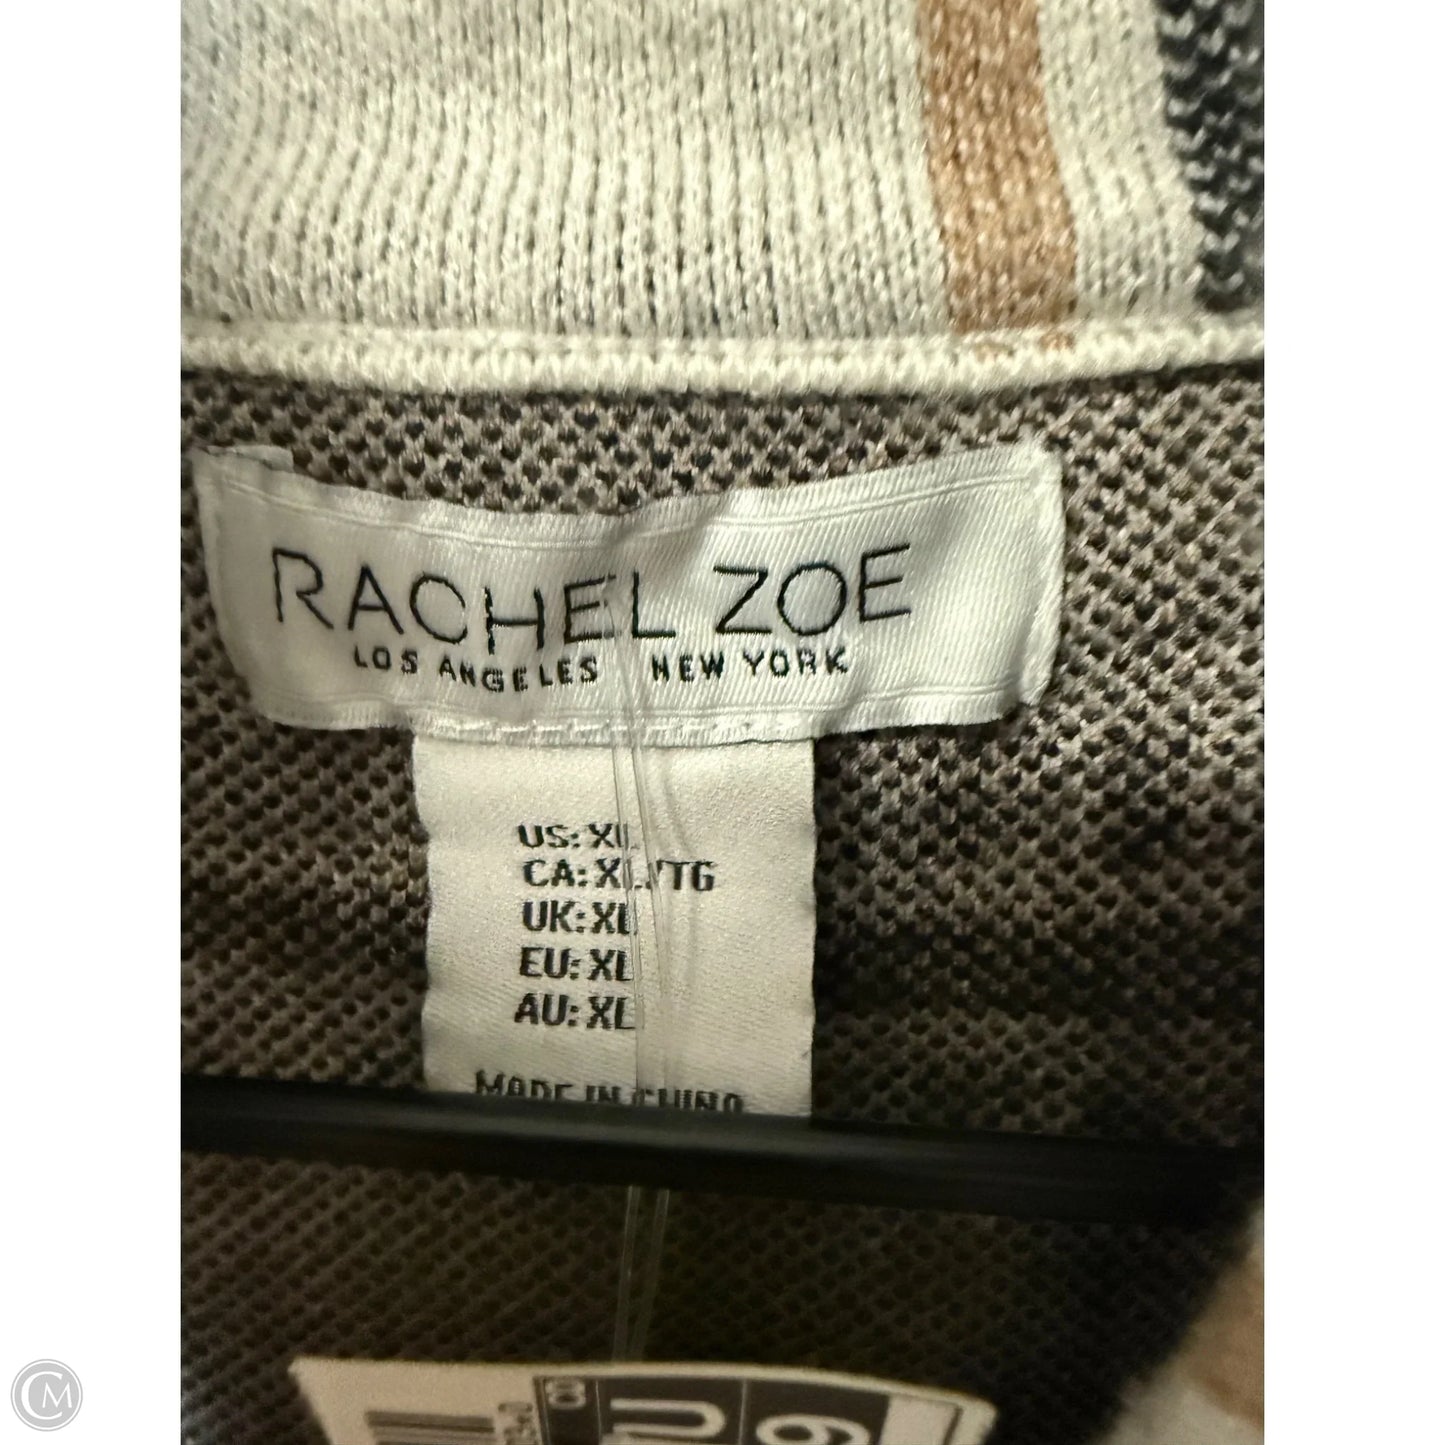 RACHEL ZOE
LOS ANGELES NEW YORK
US: XL
CA: XL/TG
UK: XL
EU: XL
AU: XL
MADE IN CHINA
CM